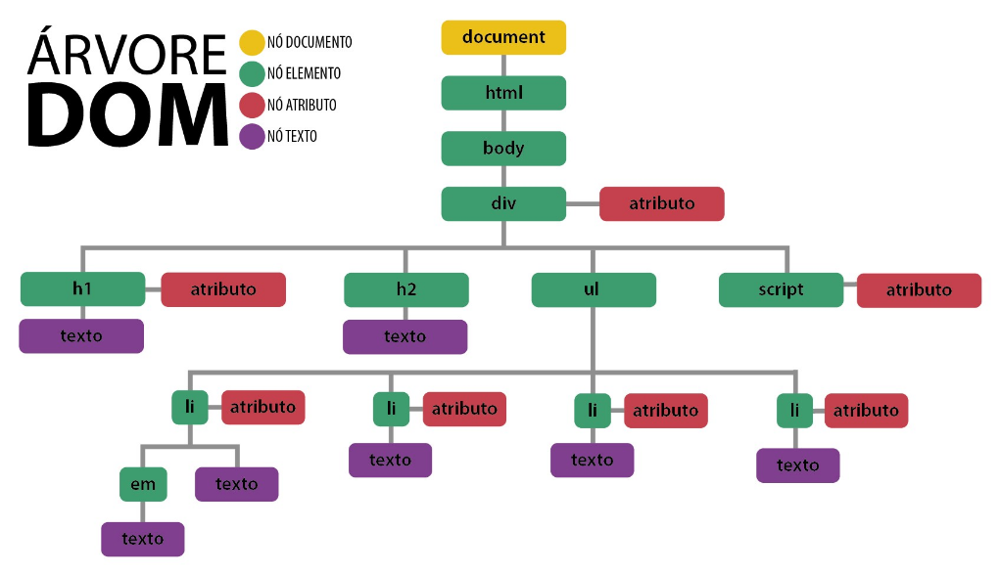 ÁRVORE
DOM
NÓ DOCUMENTO
NÓ ELEMENTO
NÓ ATRIBUTO
NÓ TEXTO
document
html
body
div
atributo
h1
atributo
h2
ul
script
atributo
texto
texto
li
atributo
li
atributo
li
atributo
li
atributo
texto
texto
texto
em
texto
texto